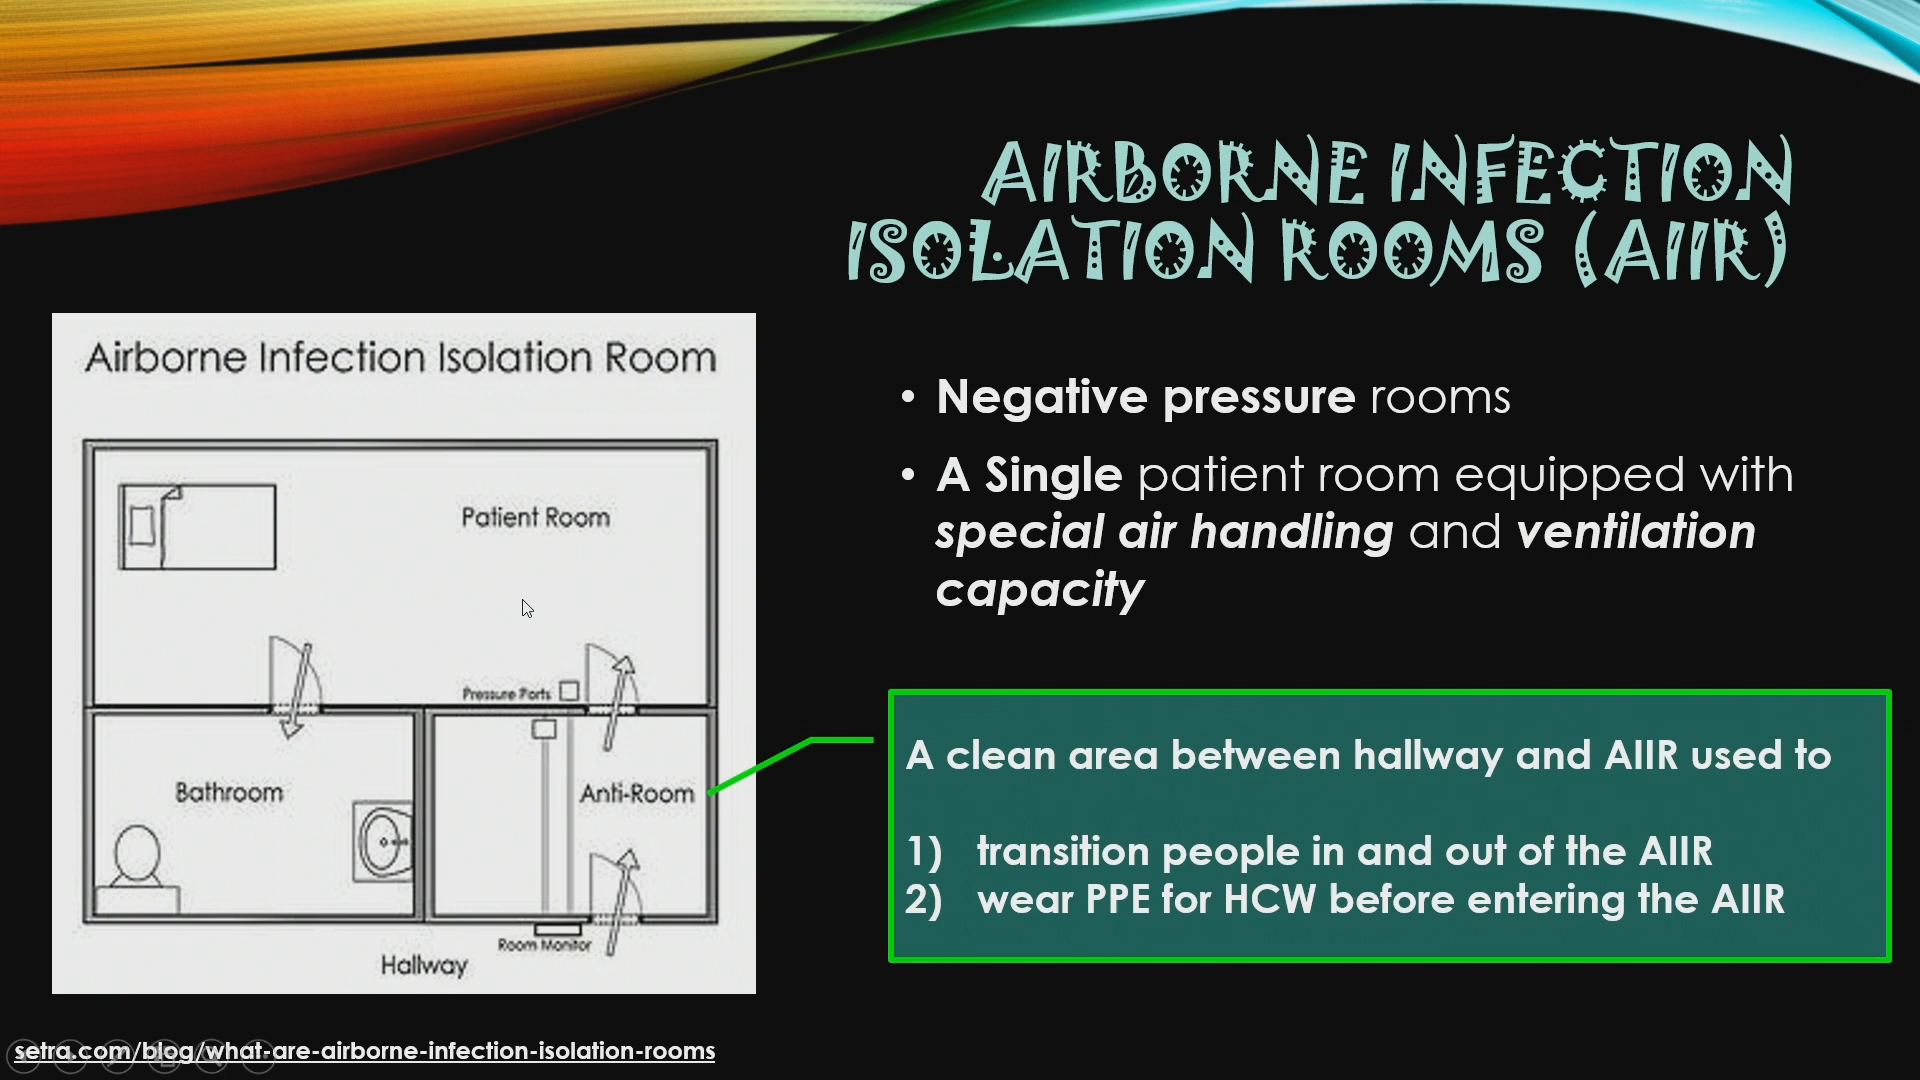 AIRBORNE INFECTION
ISOLATION ROOMS (AIIR)
Airborne Infection Isolation Room
Patient Room
Pressure Ports
Bathroom
Anti-Room
Room Monitor
Hallway
• Negative pressure rooms
• A Single patient room equipped with
special air handling and ventilation
capacity
A clean area between hallway and AIIR used to
1) transition people in and out of the AIIR
2) wear PPE for HCW before entering the AIIR
setra.com/blog/what-are-airborne-infection-isolation-rooms